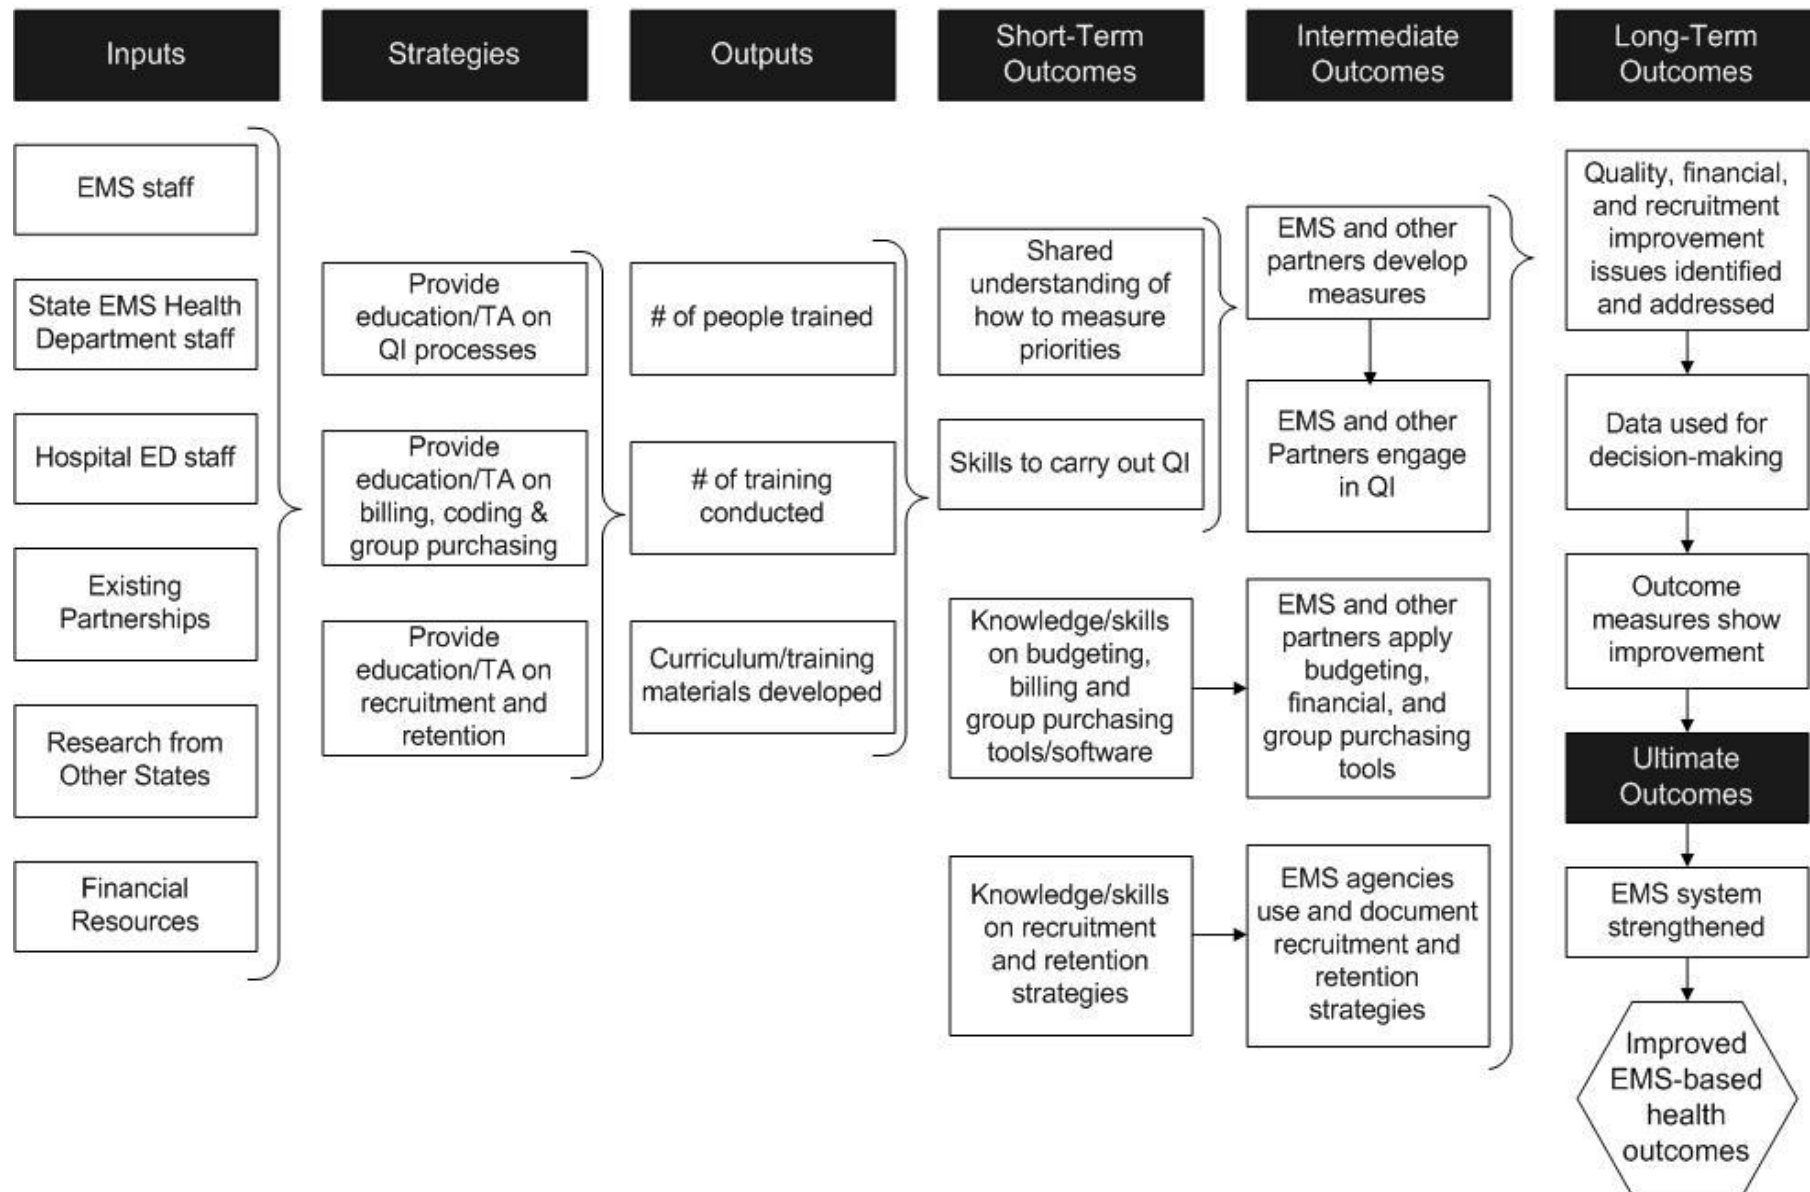 Inputs
Strategies
Outputs
Short-Term
Outcomes
Intermediate
Outcomes
Long-Term
Outcomes
EMS staff
State EMS Health
Department staff
Hospital ED staff
Existing
Partnerships
Research from
Other States
Financial
Resources
Provide
education/TA on
QI processes
Provide
education/TA on
billing, coding &
group purchasing
Provide
education/TA on
recruitment and
retention
# of people trained
# of training
conducted
Curriculum/training
materials developed
Shared
understanding of
how to measure
priorities
Skills to carry out QI
Knowledge/skills
on budgeting,
billing and
group purchasing
tools/software
Knowledge/skills
on recruitment
and retention
strategies
EMS and other
partners develop
measures
EMS and other
Partners engage
in QI
EMS and other
partners apply
budgeting,
financial, and
group purchasing
tools
EMS agencies
use and document
recruitment and
retention
strategies
Quality, financial,
and recruitment
improvement
issues identified
and addressed
Data used for
decision-making
Outcome
measures show
improvement
Ultimate
Outcomes
EMS system
strengthened
Improved
EMS-based
health
outcomes